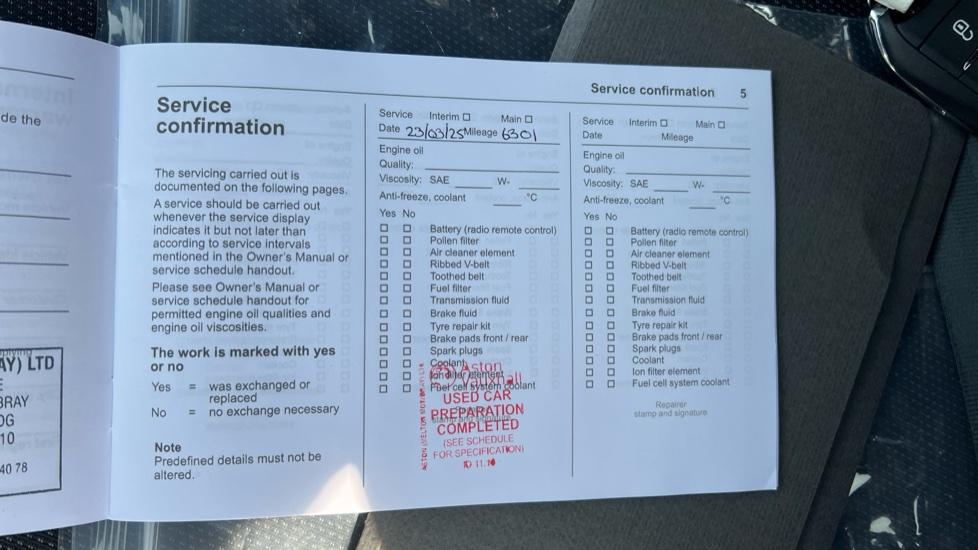 de the
AY) LTD
BRAY
OG
10
40 78
Service confirmation 5
Service
confirmation
The servicing carried out is
documented on the following pages.
A service should be carried out
whenever the service display
indicates it but not later than
according to service intervals
mentioned in the Owner's Manual or
service schedule handout.
Please see Owner's Manual or
service schedule handout for
permitted engine oil qualities and
engine oil viscosities.
The work is marked with yes
or no
Yes = was exchanged or
replaced
No = no exchange necessary
Note
Predefined details must not be
altered.
Service Interim ☐ Main ☐
Date 23/03/25 Mileage 6301
Engine oil
Quality:
Viscosity: SAE W-
Anti-freeze, coolant °C
Yes No
☐ ☐ Battery (radio remote control)
☐ ☐ Pollen filter
☐ ☐ Air cleaner element
☐ ☐ Ribbed V-belt
☐ ☐ Toothed belt
☐ ☐ Fuel filter
☐ ☐ Transmission fluid
☐ ☐ Brake fluid
☐ ☐ Tyre repair kit
☐ ☐ Brake pads front / rear
☐ ☐ Spark plugs
☐ ☐ Coolant
☐ ☐ Ion filter element
☐ ☐ Fuel cell system coolant
stamp and signature
Aston
Vauxhall
USED CAR
PREPARATION
COMPLETED
(SEE SCHEDULE
FOR SPECIFICATION)
Service Interim ☐ Main ☐
Date Mileage
Engine oil
Quality:
Viscosity: SAE W-
Anti-freeze, coolant °C
Yes No
☐ ☐ Battery (radio remote control)
☐ ☐ Pollen filter
☐ ☐ Air cleaner element
☐ ☐ Ribbed V-belt
☐ ☐ Toothed belt
☐ ☐ Fuel filter
☐ ☐ Transmission fluid
☐ ☐ Brake fluid
☐ ☐ Tyre repair kit
☐ ☐ Brake pads front / rear
☐ ☐ Spark plugs
☐ ☐ Coolant
☐ ☐ Ion filter element
☐ ☐ Fuel cell system coolant
Repairer
stamp and signature